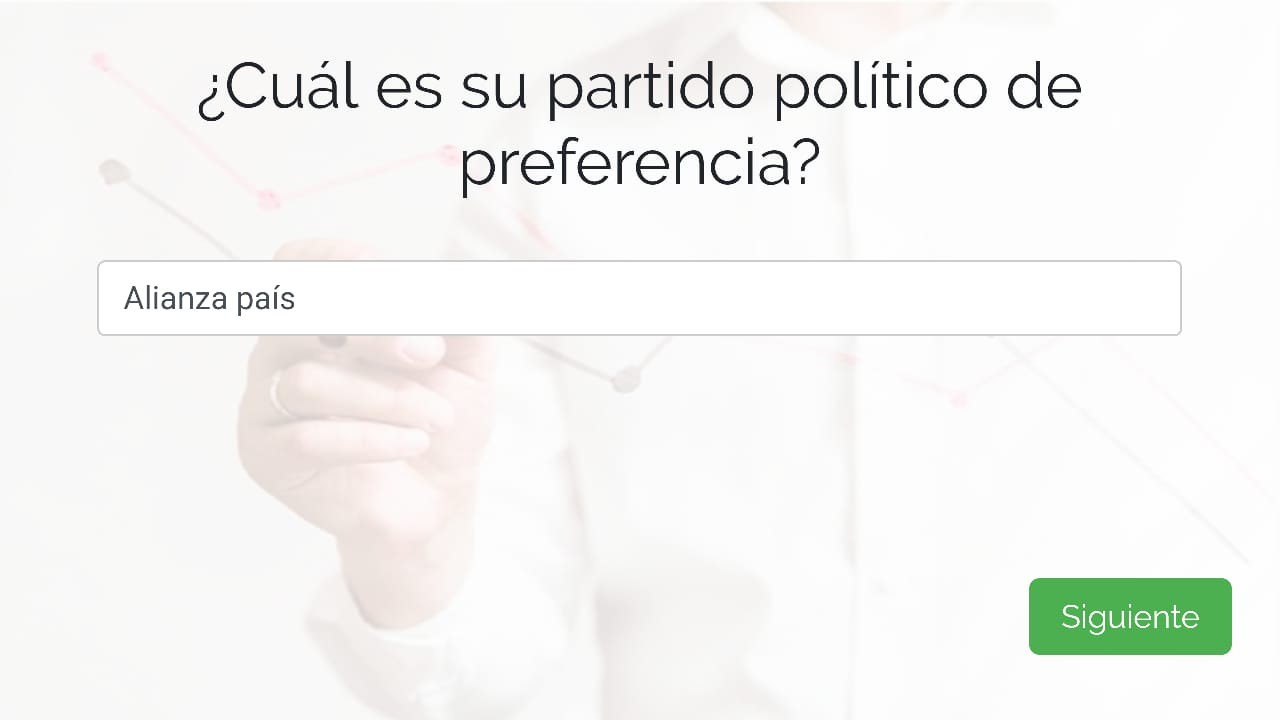 ¿Cuál es su partido político de
preferencia?
Alianza país
Siguiente